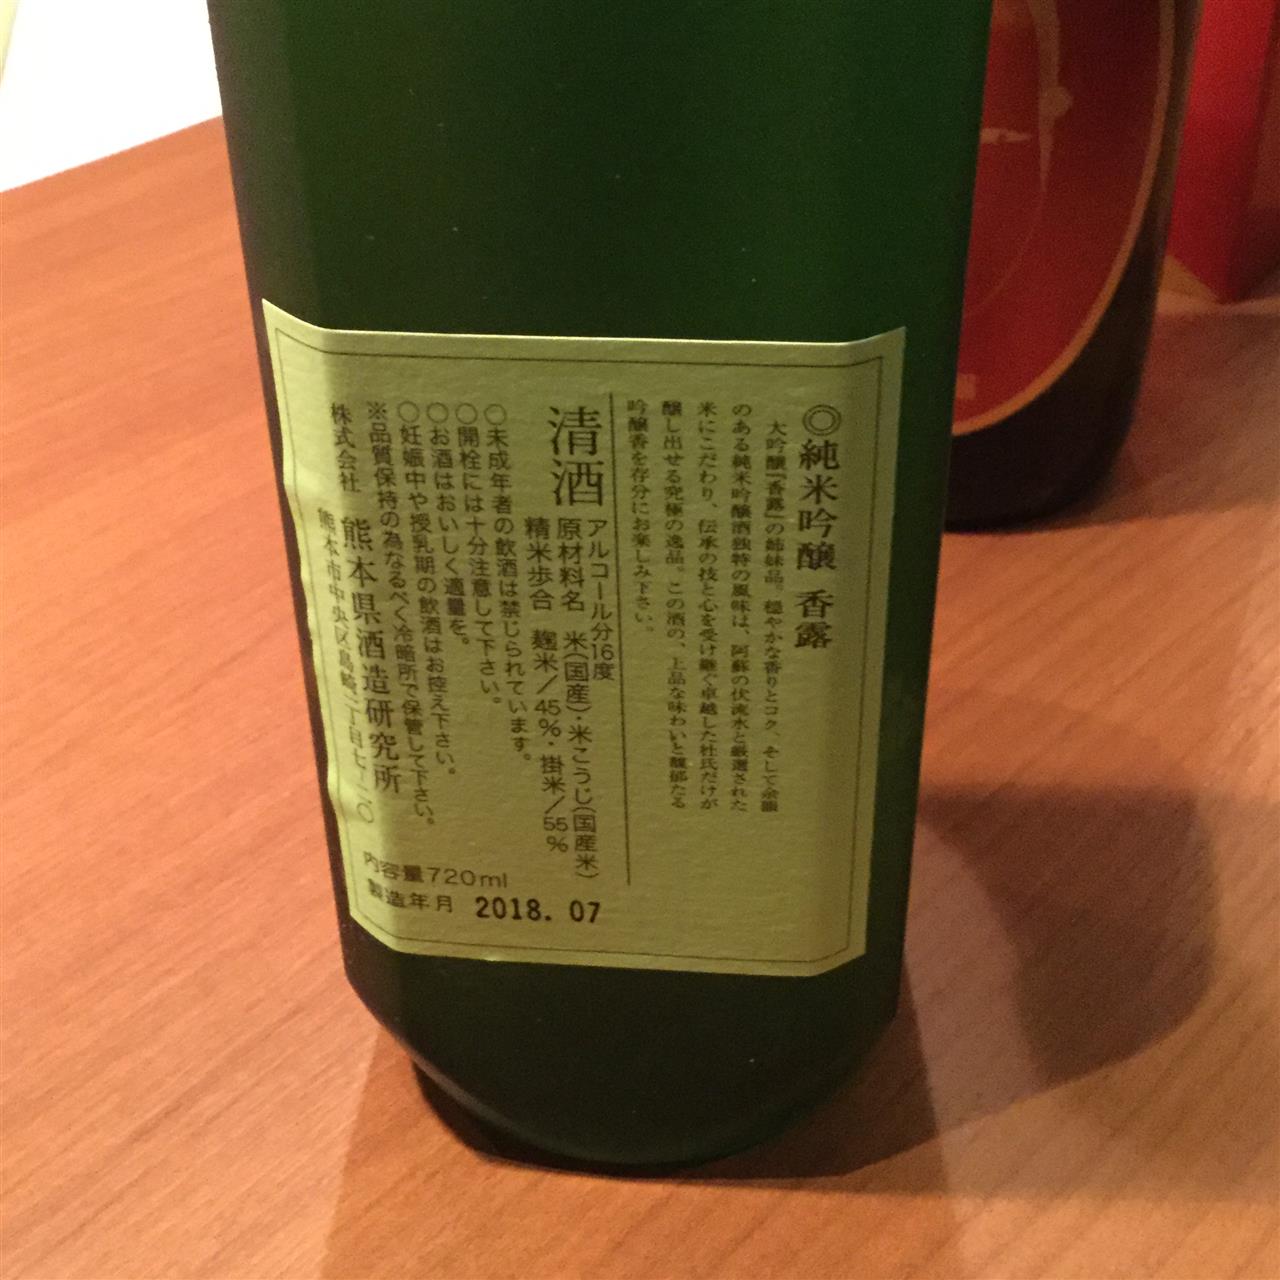 ◎純米吟醸 香露
大吟醸『香露』の姉妹品。穏やかな香りとコク、そして余韻
のある純米吟醸酒独特の風味は、阿蘇の伏流水と厳選された
米にこだわり、伝承の技と心を受け継ぐ卓越した杜氏だけが
醸し出せる究極の逸品。この酒の、上品な味わいと馥郁たる
吟醸香を存分にお楽しみ下さい。
清酒
アルコール分16度
原材料名 米(国産)・米こうじ(国産米)
精米歩合 麹米/45%・掛米/55%
○未成年者の飲酒は禁じられています。
○開栓には十分注意して下さい。
○お酒はおいしく適量を。
○妊娠中や授乳期の飲酒はお控え下さい。
※品質保持の為なるべく冷暗所で保管して下さい。
株式会社 熊本県酒造研究所
熊本市中央区島崎一丁目七ー二〇
内容量720ml
製造年月 2018. 07